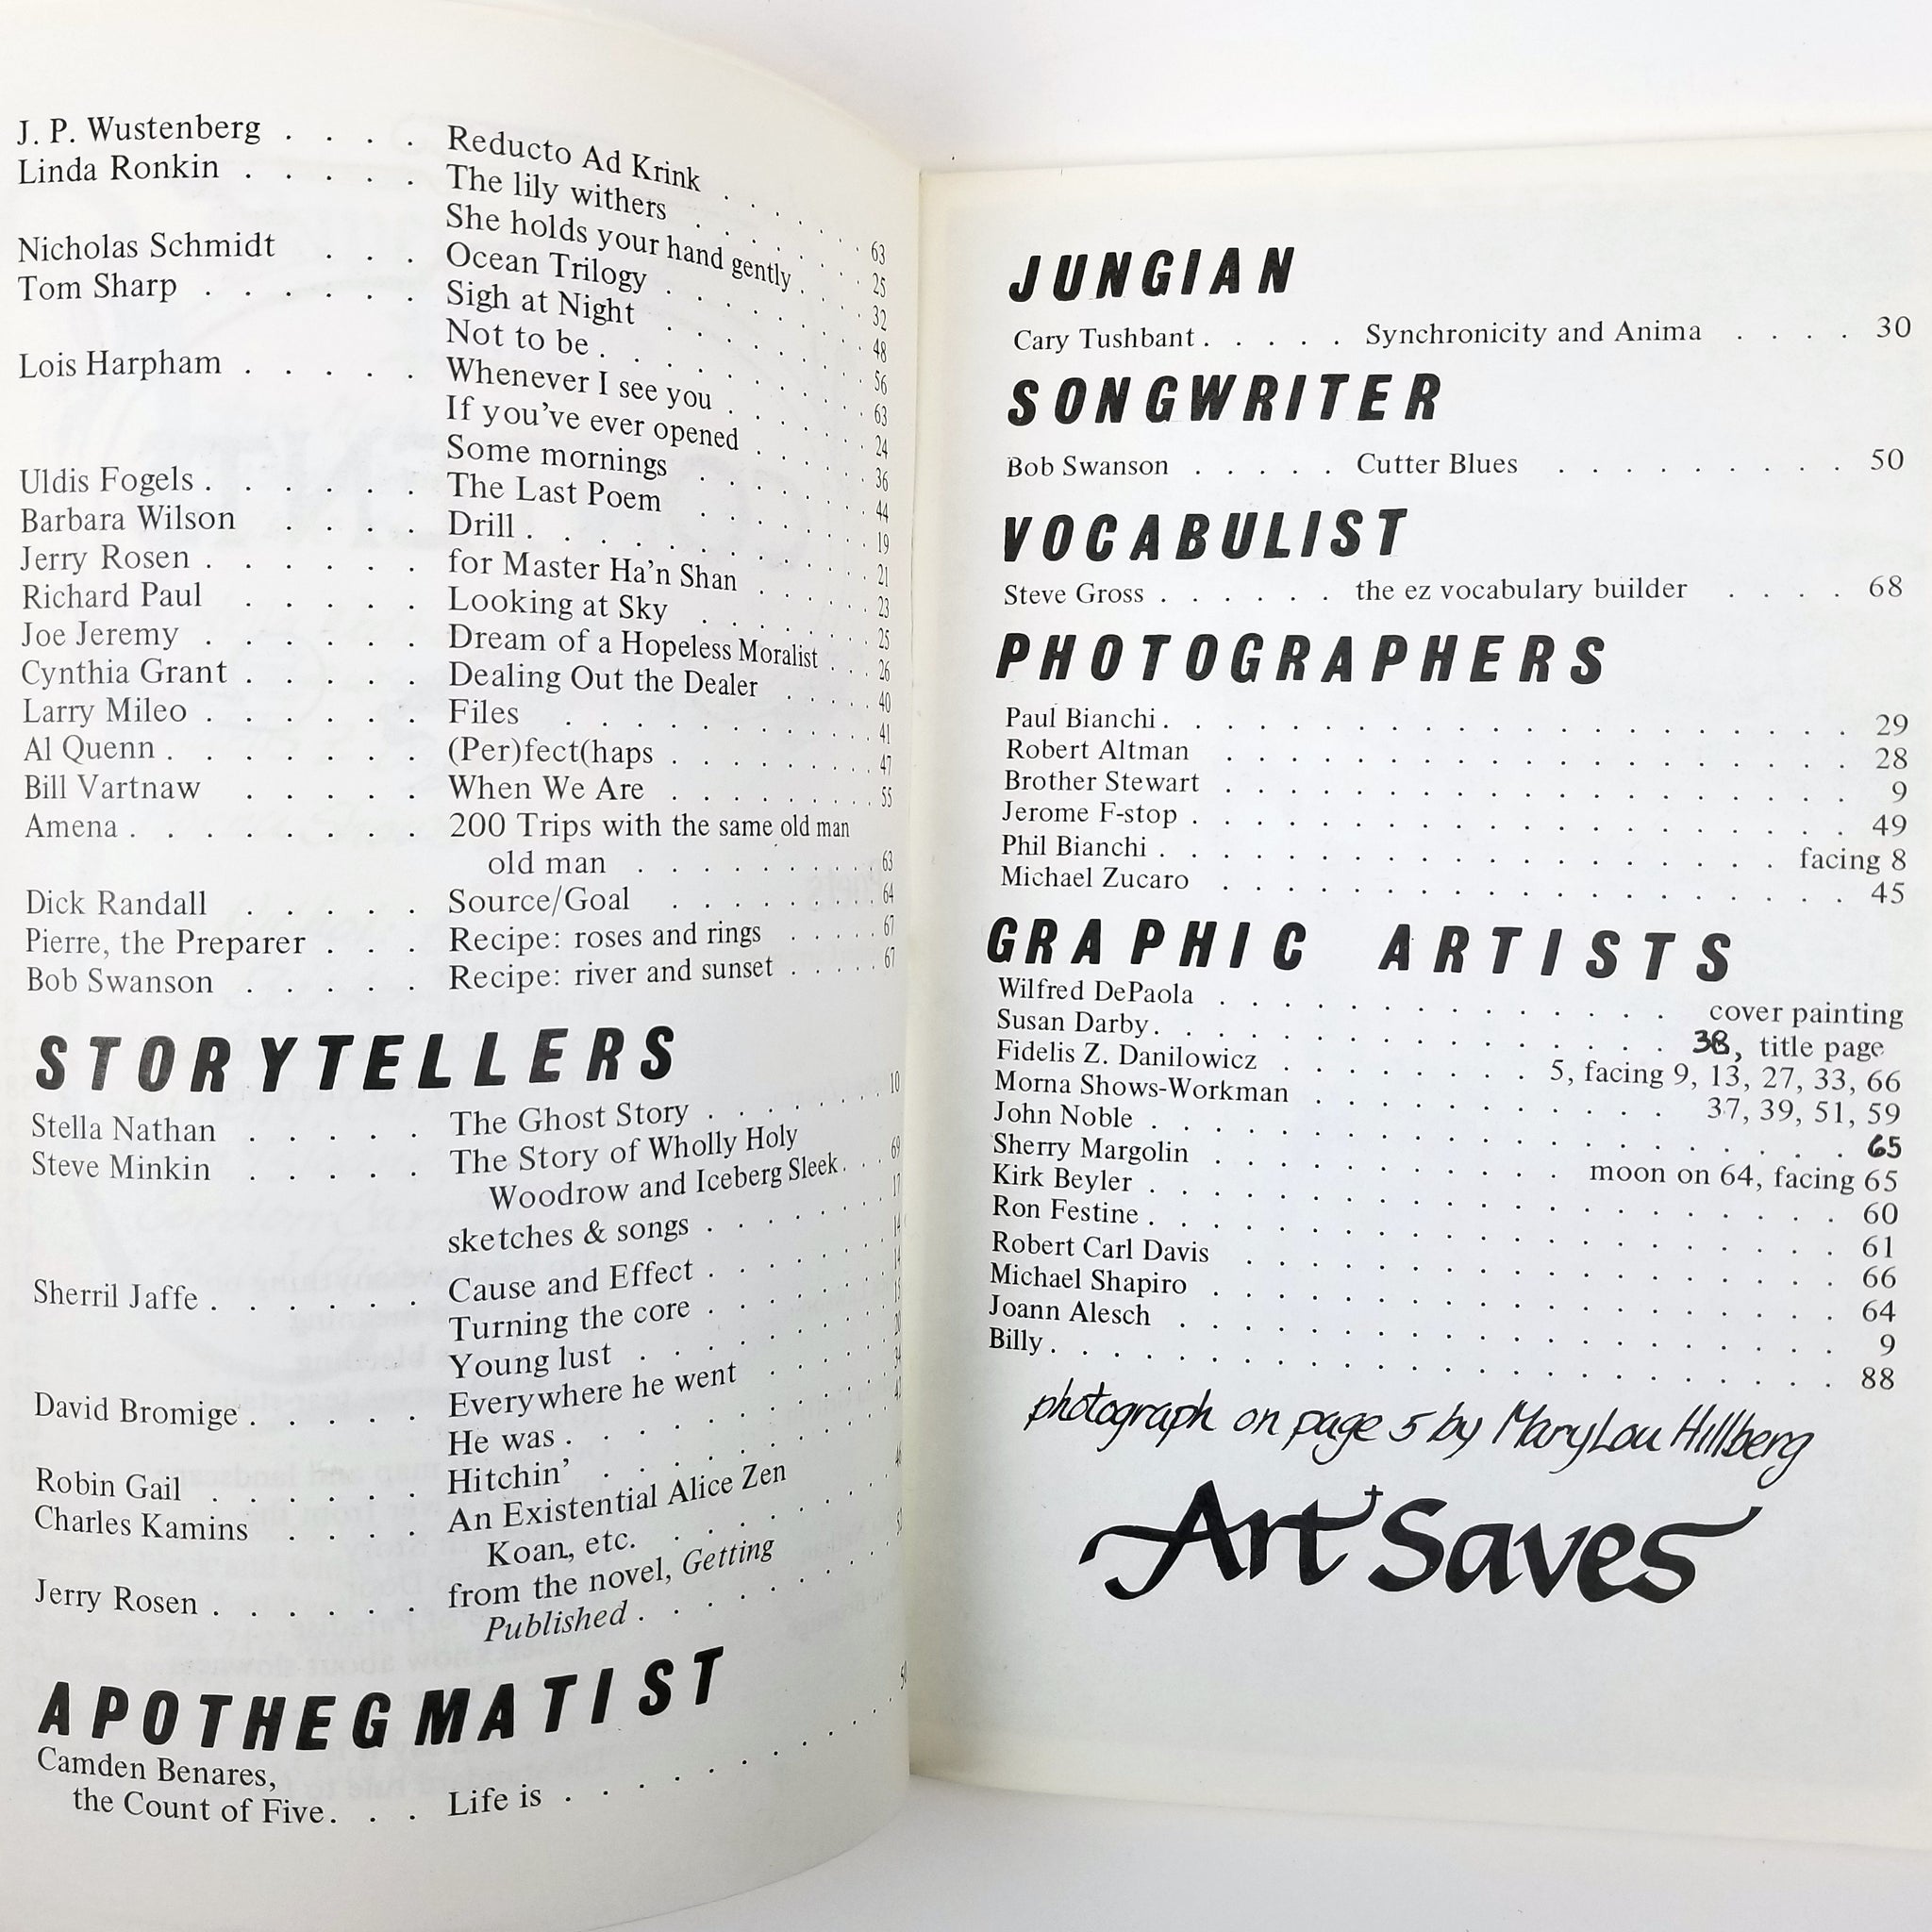 J. P. Wustenberg . . . . Reducto Ad Krink . . . . . 63
Linda Ronkin . . . . . The lily withers . . . . . . 25
She holds your hand gently . . . . 32
Nicholas Schmidt . . . Ocean Trilogy . . . . . . . 48
Tom Sharp . . . . . . Sigh at Night . . . . . . . 56
Not to be . . . . . . . . 63
Lois Harpham . . . . . Whenever I see you . . . . . . 24
If you've ever opened . . . . . 36
Some mornings . . . . . . . 44
Uldis Fogels . . . . . . The Last Poem . . . . . . . 19
Barbara Wilson . . . . Drill . . . . . . . . . . 21
Jerry Rosen . . . . . . for Master Ha'n Shan . . . . . 23
Richard Paul . . . . . Looking at Sky . . . . . . . 25
Joe Jeremy . . . . . . Dream of a Hopeless Moralist . . . 26
Cynthia Grant . . . . . Dealing Out the Dealer . . . . . 40
Larry Mileo . . . . . . Files . . . . . . . . . 41
Al Quenn . . . . . . . (Per)fect(haps . . . . . . . . 47
Bill Vartnaw . . . . . When We Are . . . . . . . . 55
Amena . . . . . . . . 200 Trips with the same old man
old man . . . . . . . . 63
Dick Randall . . . . . Source/Goal . . . . . . . . 64
Pierre, the Preparer . . . Recipe: roses and rings . . . . . 67
Bob Swanson . . . . . Recipe: river and sunset . . . . . 67
STORYTELLERS
Stella Nathan . . . . . The Ghost Story . . . . . . . 10
Steve Minkin . . . . . The Story of Wholly Holy
Woodrow and Iceberg Sleek . . . 69
sketches & songs . . . . . . . 17
Sherril Jaffe . . . . . . Cause and Effect . . . . . . . 14
Turning the core . . . . . . . 14
Young lust . . . . . . . . 15
David Bromige . . . . . Everywhere he went . . . . . 20
He was . . . . . . . . . 34
Robin Gail . . . . . . Hitchin' . . . . . . . .
Charles Kamins . . . . An Existential Alice Zen
Koan, etc. . . . . . . .
Jerry Rosen . . . . . . from the novel, Getting
Published . . . . . . .
APOTHEGMATIST
Camden Benares,
the Count of Five . . . Life is . . . . . . . . .
JUNGIAN
Cary Tushbant . . . . . Synchronicity and Anima . . . . 30
SONGWRITER
Bob Swanson . . . . . Cutter Blues . . . . . . . . . 50
VOCABULIST
Steve Gross . . . . . . the ez vocabulary builder . . . . 68
PHOTOGRAPHERS
Paul Bianchi . . . . . . . . . . . . . . . . . . . . 29
Robert Altman . . . . . . . . . . . . . . . . . . . 28
Brother Stewart . . . . . . . . . . . . . . . . . . . 9
Jerome F-stop . . . . . . . . . . . . . . . . . . . . 49
Phil Bianchi . . . . . . . . . . . . . . . . . . facing 8
Michael Zucaro . . . . . . . . . . . . . . . . . . . 45
GRAPHIC ARTISTS
Wilfred DePaola . . . . . . . . . . . . . cover painting
Susan Darby . . . . . . . . . . . . . . . 38, title page
Fidelis Z. Danilowicz . . . . . . . 5, facing 9, 13, 27, 33, 66
Morna Shows-Workman . . . . . . . . . . 37, 39, 51, 59
John Noble . . . . . . . . . . . . . . . . . . . . 65
Sherry Margolin . . . . . . . . . . moon on 64, facing 65
Kirk Beyler . . . . . . . . . . . . . . . . . . . . 60
Ron Festine . . . . . . . . . . . . . . . . . . . . 61
Robert Carl Davis . . . . . . . . . . . . . . . . . . 66
Michael Shapiro . . . . . . . . . . . . . . . . . . . 64
Joann Alesch . . . . . . . . . . . . . . . . . . . . 9
Billy . . . . . . . . . . . . . . . . . . . . . . . 88
photograph on page 5 by MaryLou Hillberg
Art Saves